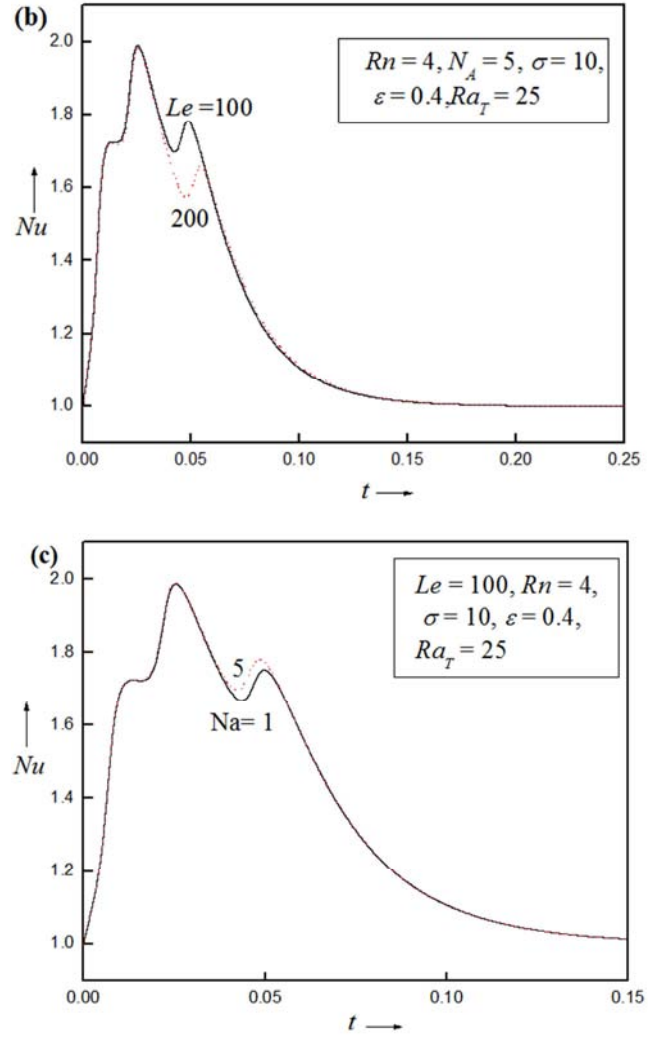 (b)
Rn = 4, N_A = 5, σ = 10,
ε = 0.4, Ra_T = 25
2.0
1.8
1.6
1.4
1.2
1.0
Le =100
200
Nu
0.00 0.05 0.10 0.15 0.20 0.25
t
(c)
Le = 100, Rn = 4,
σ = 10, ε = 0.4,
Ra_T = 25
2.0
1.8
1.6
1.4
1.2
1.0
5
Na= 1
Nu
0.00 0.05 0.10 0.15
t